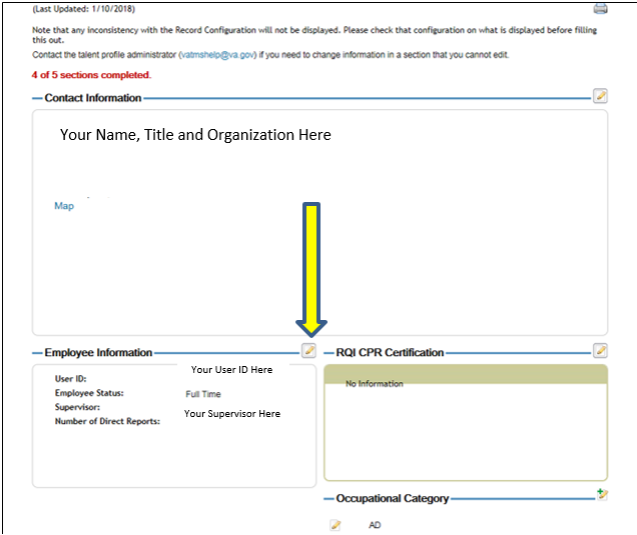 (Last Updated: 1/10/2018)
Note that any inconsistency with the Record Configuration will not be displayed. Please check that configuration on what is displayed before filling
this out.
Contact the talent profile administrator (vatmshelp@va.gov) if you need to change information in a section that you cannot edit.
4 of 5 sections completed.
Contact Information
Your Name, Title and Organization Here
Map
Employee Information
User ID: Your User ID Here
Employee Status: Full Time
Supervisor: Your Supervisor Here
Number of Direct Reports:
RQI CPR Certification
No Information
Occupational Category
AD